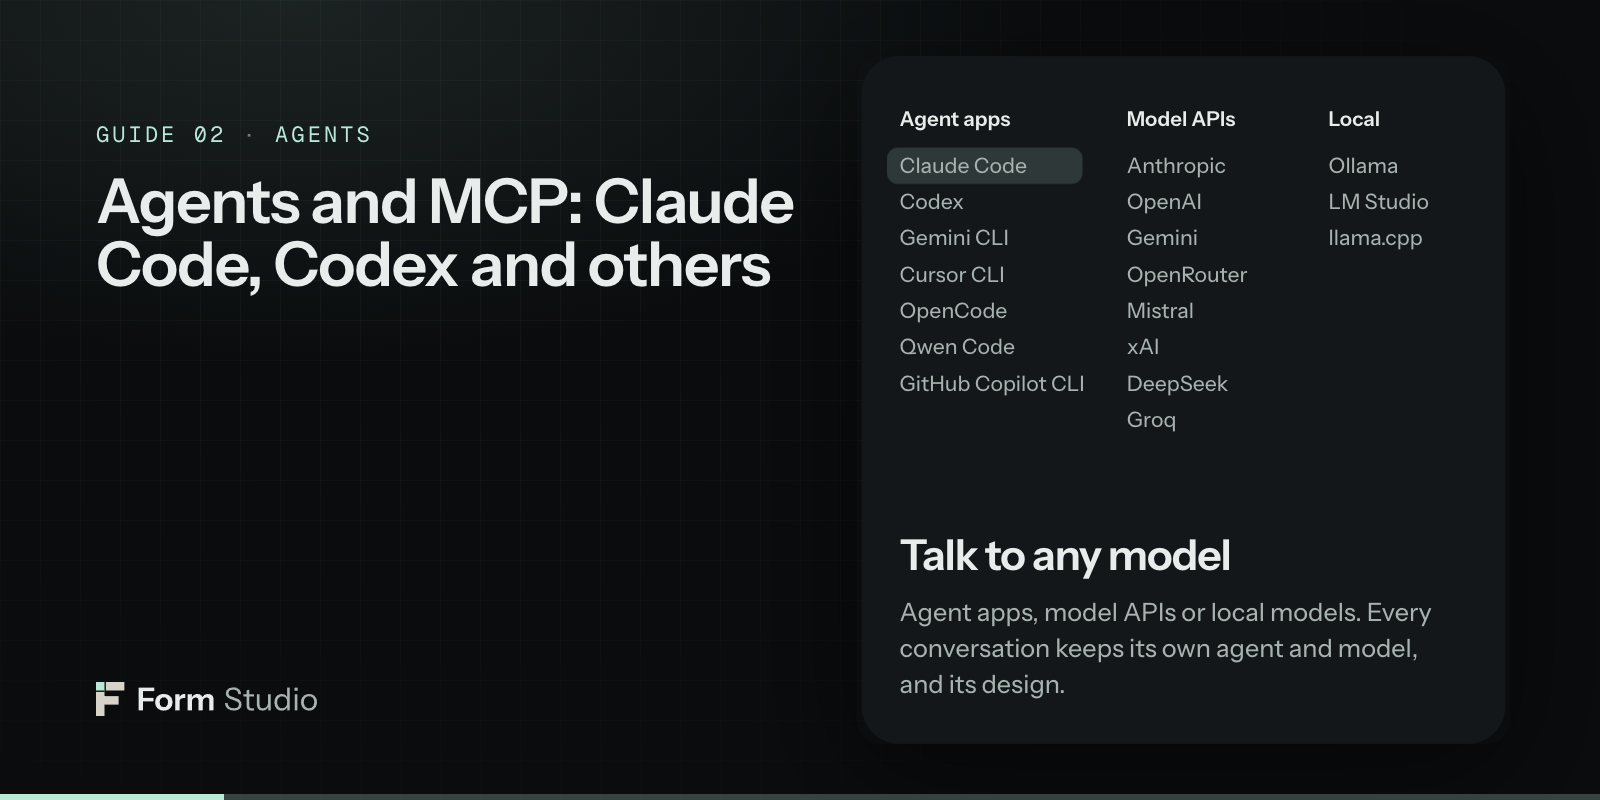 GUIDE 02 · AGENTS
Agents and MCP: Claude
Code, Codex and others
Form Studio
Agent apps
Claude Code
Codex
Gemini CLI
Cursor CLI
OpenCode
Qwen Code
GitHub Copilot CLI
Model APIs
Anthropic
OpenAI
Gemini
OpenRouter
Mistral
xAI
DeepSeek
Groq
Local
Ollama
LM Studio
llama.cpp
Talk to any model
Agent apps, model APIs or local models. Every
conversation keeps its own agent and model,
and its design.